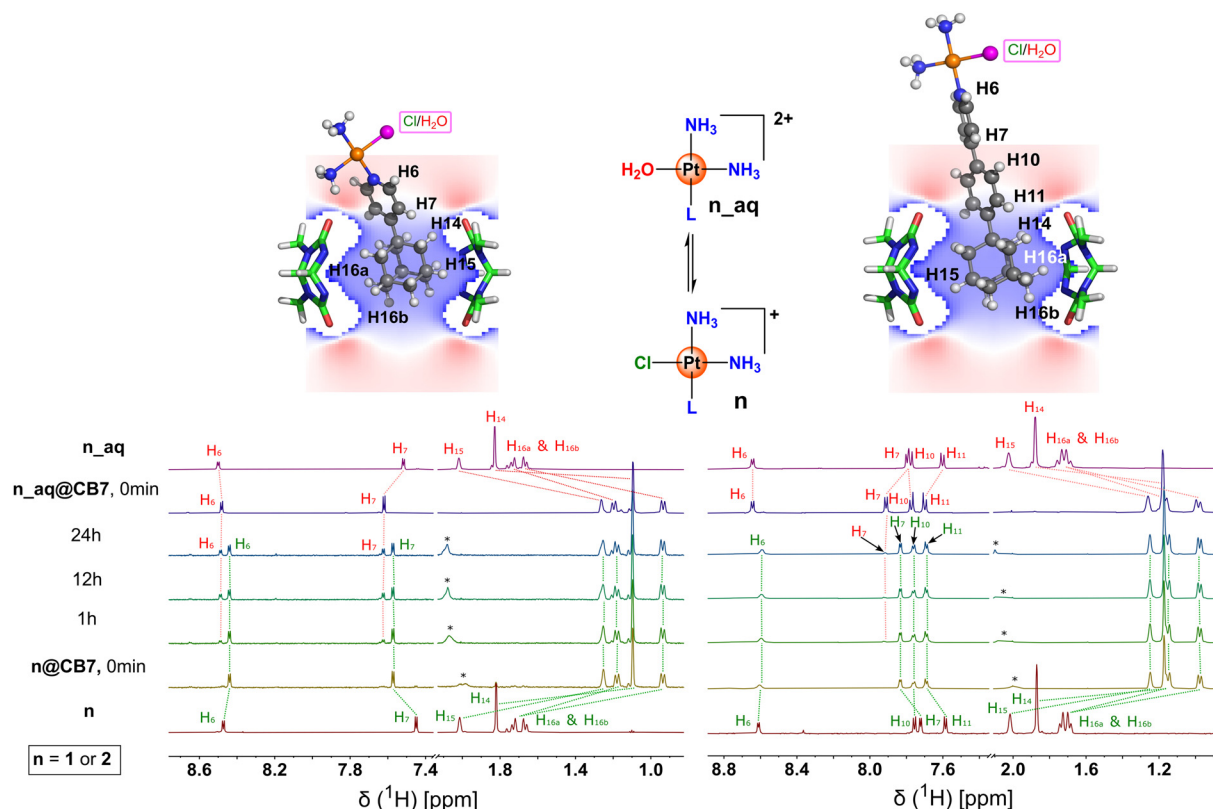 Cl/H₂O
H6
H7
H14
H16a
H15
H16b
NH₃
2+
H₂O
Pt
NH₃
L
n_aq
NH₃
+
Cl
Pt
NH₃
L
n
Cl/H₂O
H6
H7
H10
H11
H14
H16a
H15
H16b
n_aq
H₆
H₇
H₁₅
H₁₄
H₁₆ₐ & H₁₆b
H₆
H₇
H₁₀
H₁₁
H₁₅
H₁₄
H₁₆ₐ & H₁₆b
n_aq@CB7, 0min
H₆
H₇
H₆
H₇
H₁₀
H₁₁
24h
H₆
H₆
H₇
H₇
*
H₆
H₇
H₇
H₁₀
H₁₁
*
12h
*
*
1h
*
*
n@CB7, 0min
*
*
n
H₆
H₇
H₁₅
H₁₄
H₁₆ₐ & H₁₆b
H₆
H₁₀
H₇
H₁₁
H₁₅
H₁₄
H₁₆ₐ & H₁₆b
n = 1 or 2
8.6 8.2 7.8 7.4 1.8 1.4 1.0
8.8 8.4 8.0 7.6 2.0 1.6 1.2
δ (¹H) [ppm]
δ (¹H) [ppm]